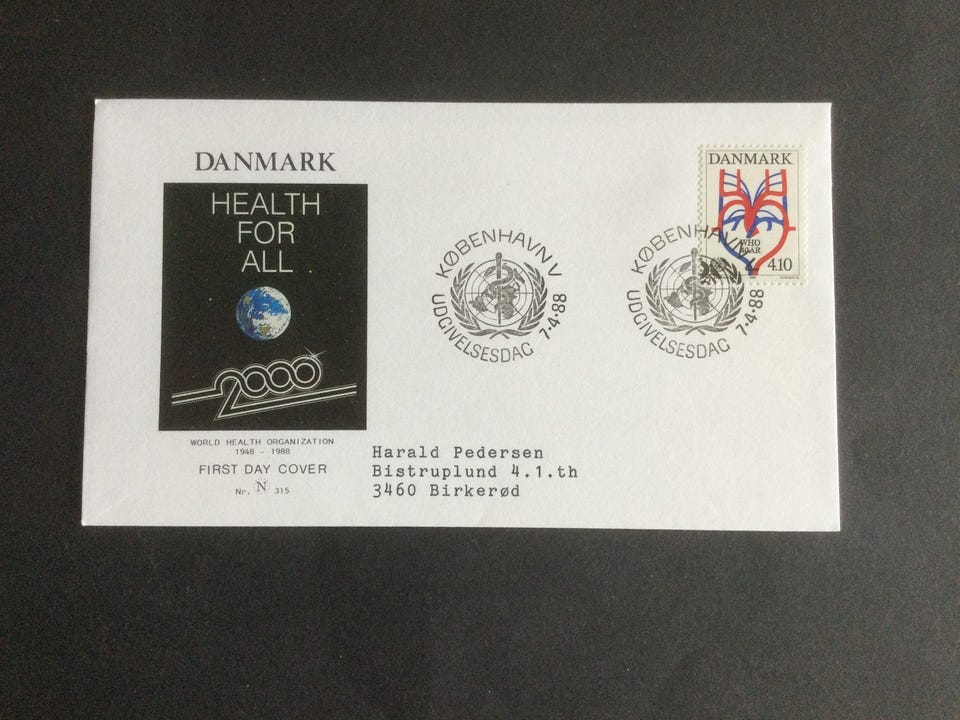 DANMARK
HEALTH
FOR
ALL
2000
WORLD HEALTH ORGANIZATION
1948 - 1988
FIRST DAY COVER
Nr. N 315
KØBENHAVN V
UDGIVELSESDAG 7·4·88
KØBENHAVN V
UDGIVELSESDAG 7·4·88
DANMARK
WHO
40 ÅR
4.10
Harald Pedersen
Bistruplund 4.1.th
3460 Birkerød